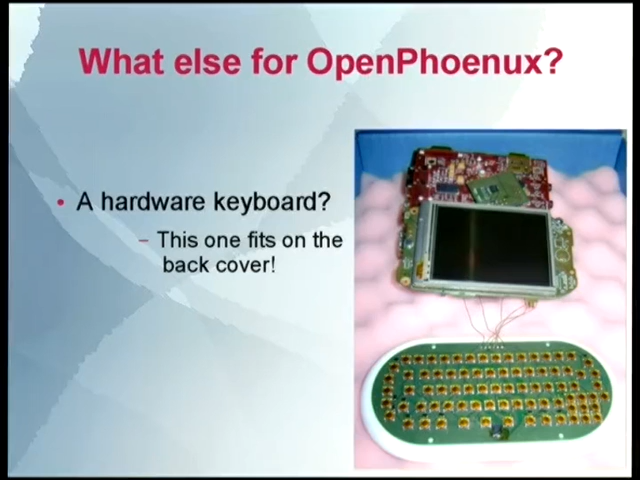 What else for OpenPhoenux?
• A hardware keyboard?
– This one fits on the
back cover!